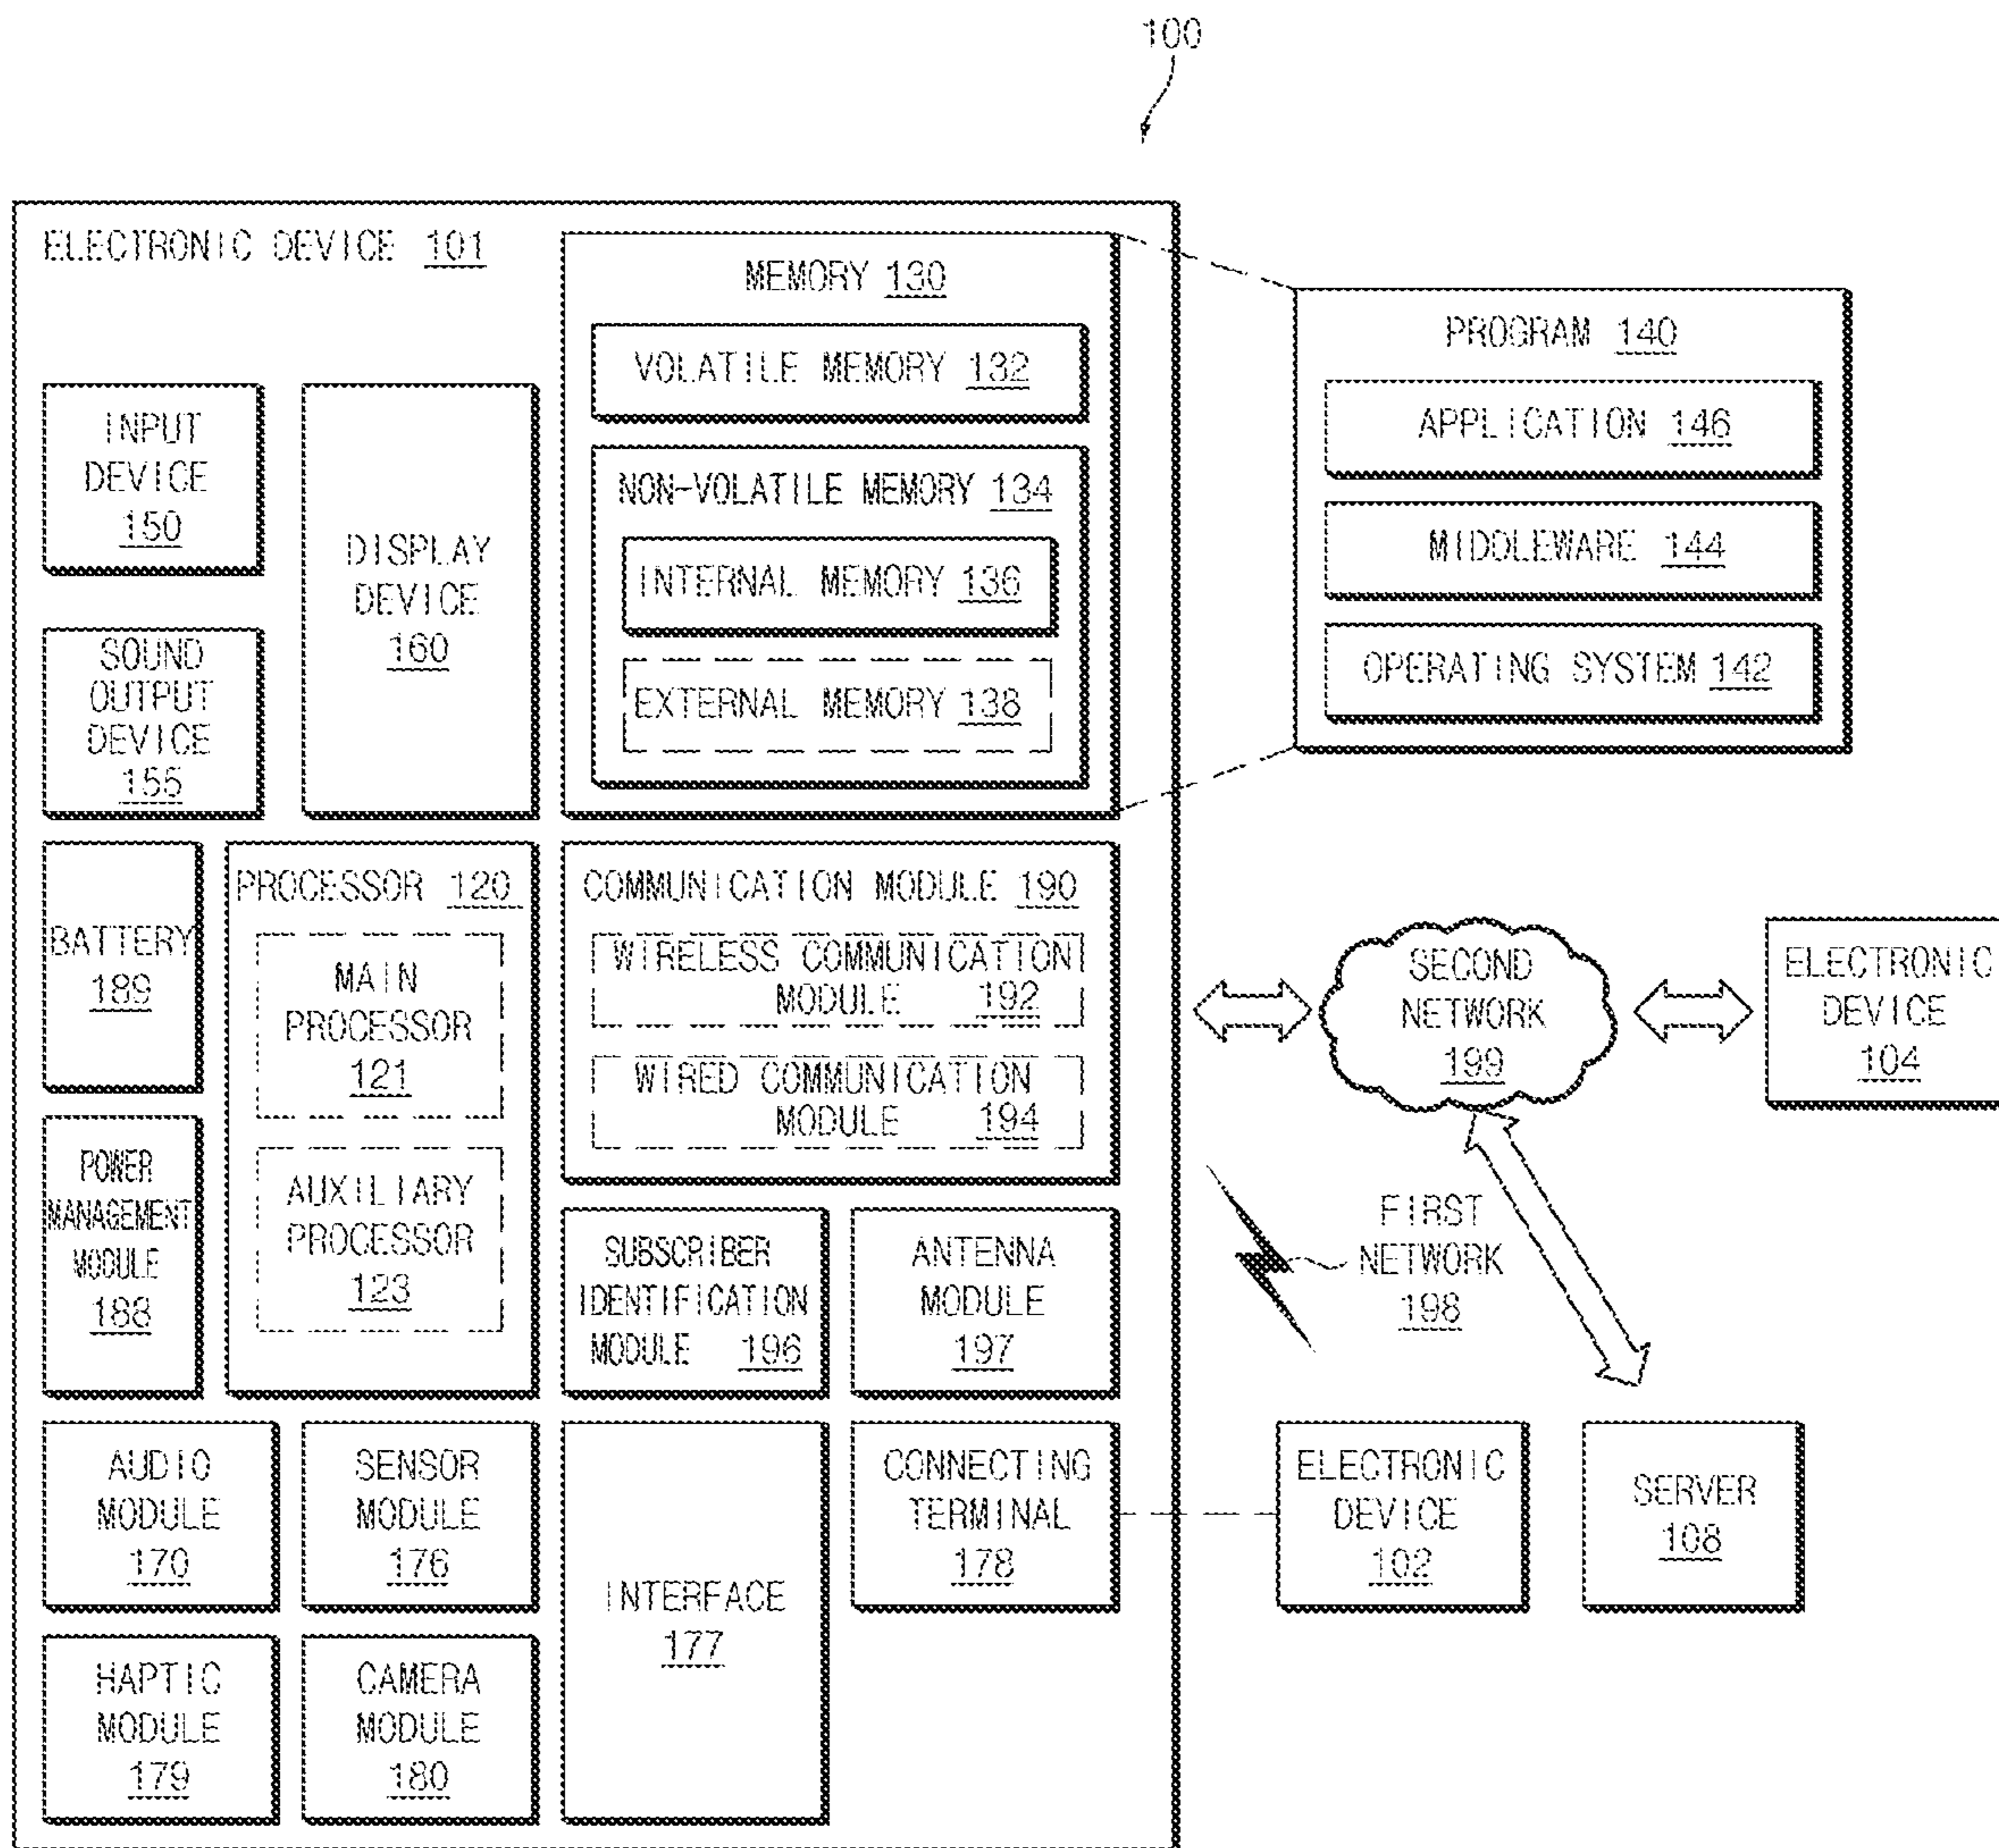 100
ELECTRONIC DEVICE 101
MEMORY 130
VOLATILE MEMORY 132
NON-VOLATILE MEMORY 134
INTERNAL MEMORY 136
EXTERNAL MEMORY 138
PROGRAM 140
APPLICATION 146
MIDDLEWARE 144
OPERATING SYSTEM 142
INPUT
DEVICE
150
DISPLAY
DEVICE
160
SOUND
OUTPUT
DEVICE
155
BATTERY
189
PROCESSOR 120
MAIN
PROCESSOR
121
AUXILIARY
PROCESSOR
123
COMMUNICATION MODULE 190
WIRELESS COMMUNICATION
MODULE 192
WIRED COMMUNICATION
MODULE 194
SECOND
NETWORK
199
ELECTRONIC
DEVICE
104
POWER
MANAGEMENT
MODULE
188
SUBSCRIBER
IDENTIFICATION
MODULE 196
ANTENNA
MODULE
197
FIRST
NETWORK
198
AUDIO
MODULE
170
SENSOR
MODULE
176
INTERFACE
177
CONNECTING
TERMINAL
178
ELECTRONIC
DEVICE
102
SERVER
108
HAPTIC
MODULE
179
CAMERA
MODULE
180